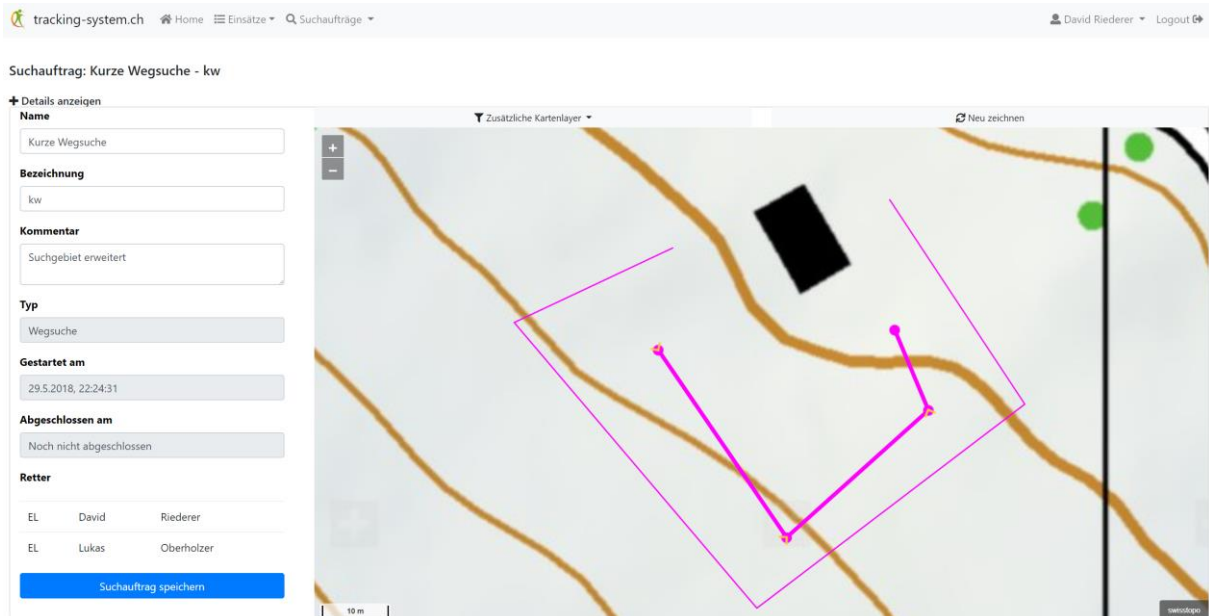 tracking-system.ch Home Einsätze Suchaufträge David Riederer Logout
Suchauftrag: Kurze Wegsuche - kw
Details anzeigen
Name
Kurze Wegsuche
Bezeichnung
kw
Kommentar
Suchgebiet erweitert
Typ
Wegsuche
Gestartet am
29.5.2018, 22:24:31
Abgeschlossen am
Noch nicht abgeschlossen
Retter
EL David Riederer
EL Lukas Oberholzer
Suchauftrag speichern
Zusätzliche Kartenlayer Neu zeichnen
+
−
10 m
swisstopo